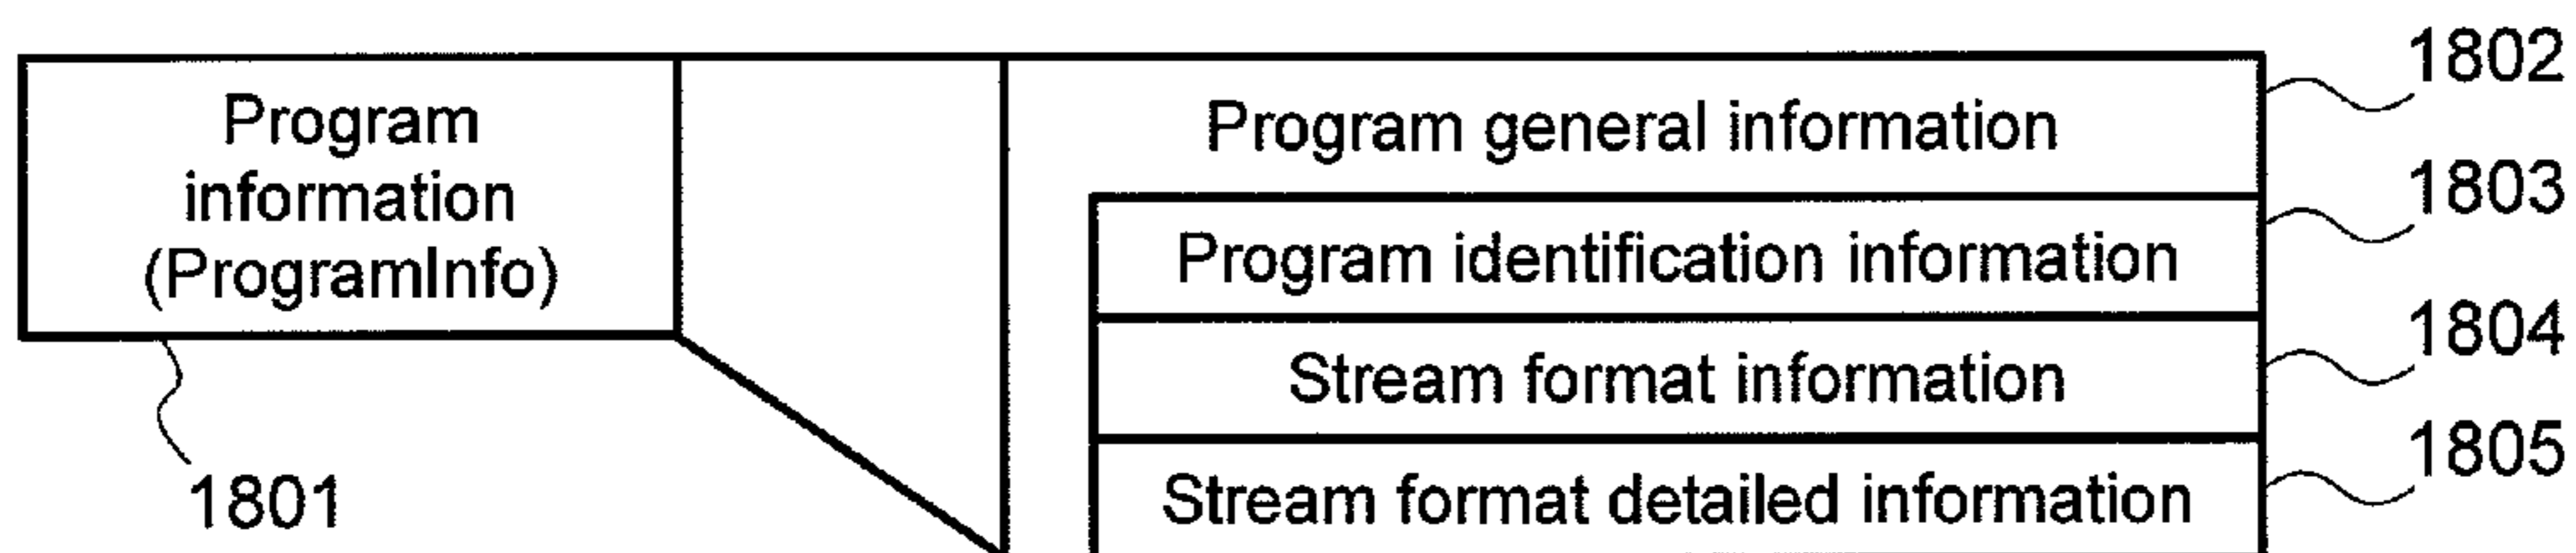 Program
information
(ProgramInfo)
1801
Program general information
1802
Program identification information
1803
Stream format information
1804
Stream format detailed information
1805